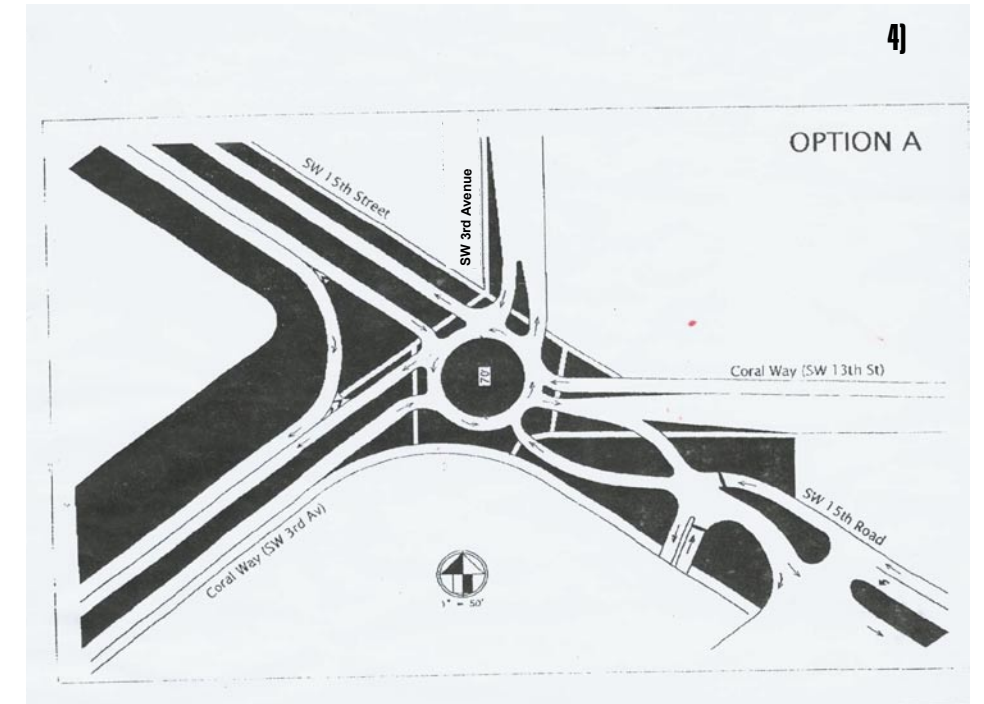 4)
OPTION A
SW 15th Street
SW 3rd Avenue
70'
Coral Way (SW 13th St)
SW 15th Road
Coral Way (SW 3rd Av)
1" = 50'